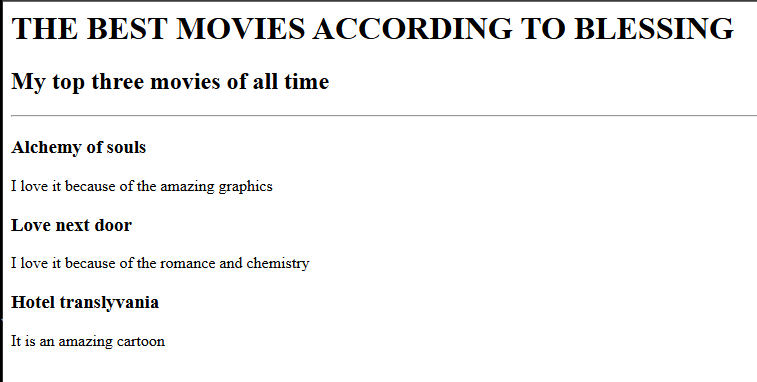 THE BEST MOVIES ACCORDING TO BLESSING
My top three movies of all time
Alchemy of souls
I love it because of the amazing graphics
Love next door
I love it because of the romance and chemistry
Hotel translyvania
It is an amazing cartoon